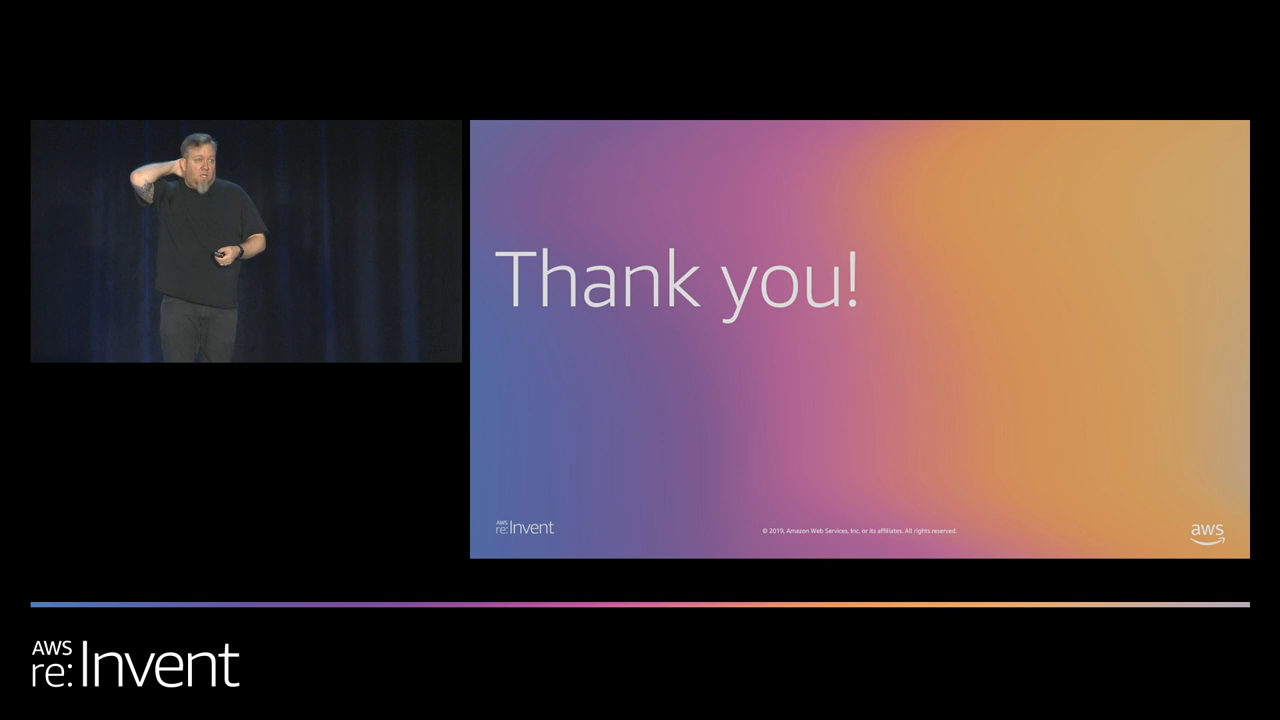 Thank you!
AWS
re:Invent
© 2019, Amazon Web Services, Inc. or its affiliates. All rights reserved.
aws
AWS
re:Invent